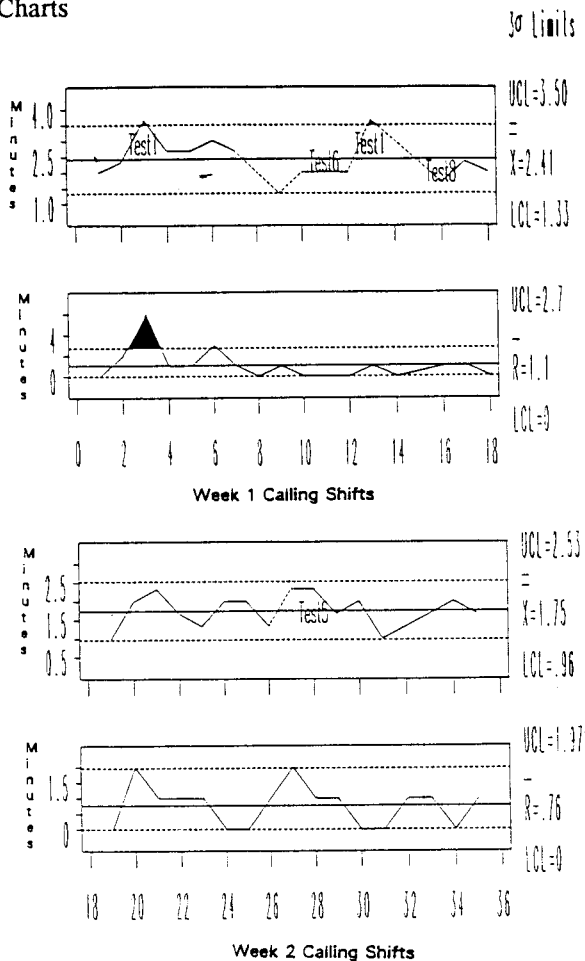 Charts
3σ Limits
Minutes
4.0
2.5
1.0
Test1
Test6
Test1
Test8
UCL=3.50
X=2.41
LCL=1.33
Minutes
4
0
UCL=2.7
R=1.1
LCL=0
0 2 4 6 8 10 12 14 16 18
Week 1 Calling Shifts
Minutes
2.5
1.5
0.5
Test5
UCL=2.53
X=1.75
LCL=.96
Minutes
1.5
0
UCL=1.97
R=.76
LCL=0
18 20 22 24 26 28 30 32 34 36
Week 2 Calling Shifts